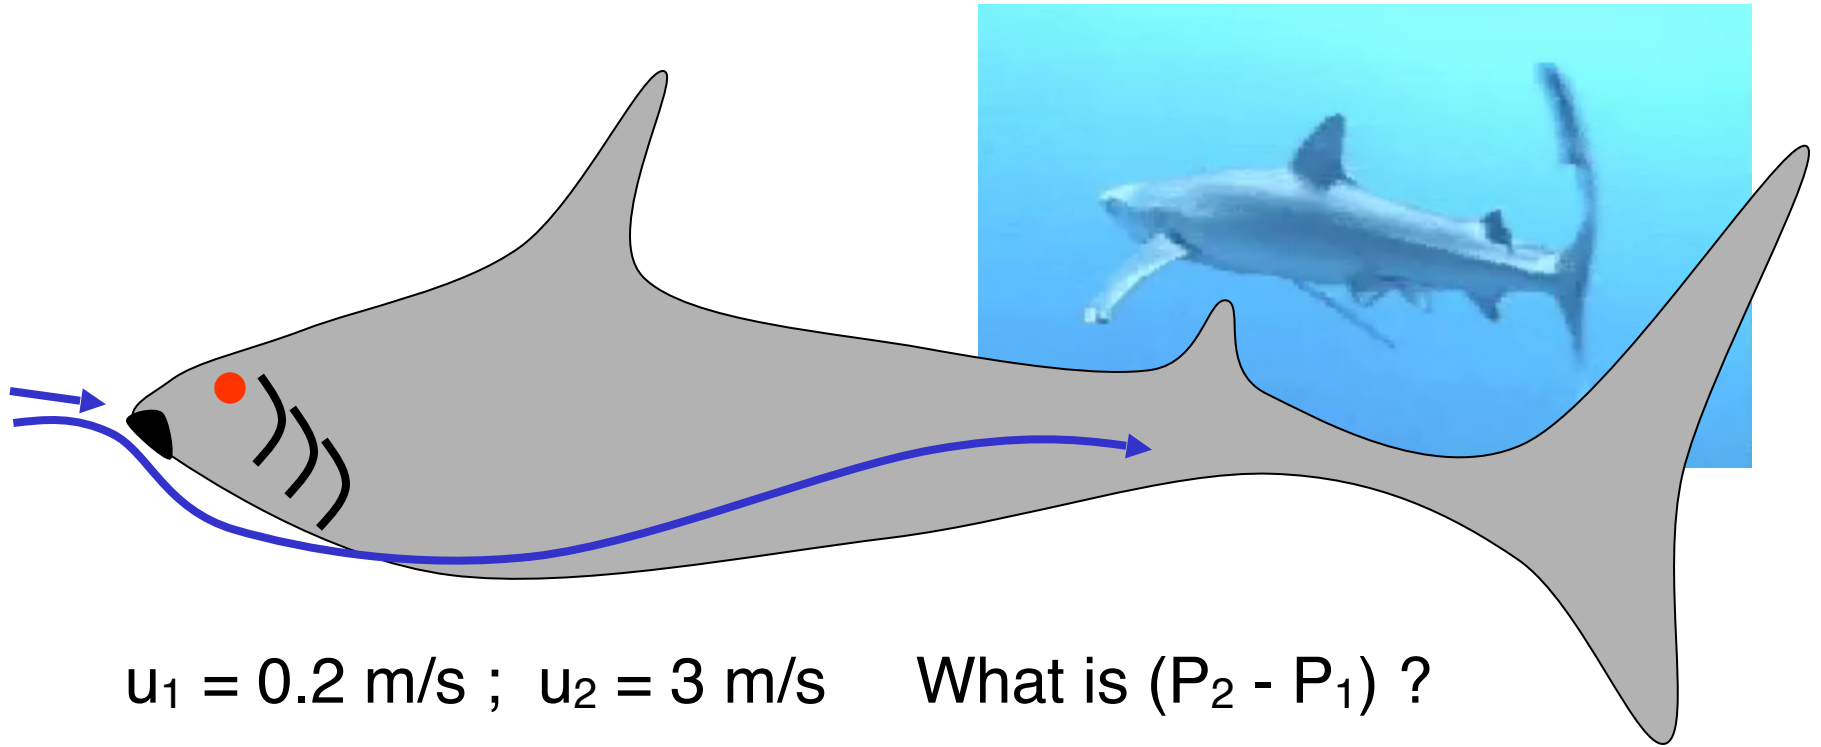 u₁ = 0.2 m/s ; u₂ = 3 m/s What is (P₂ - P₁) ?